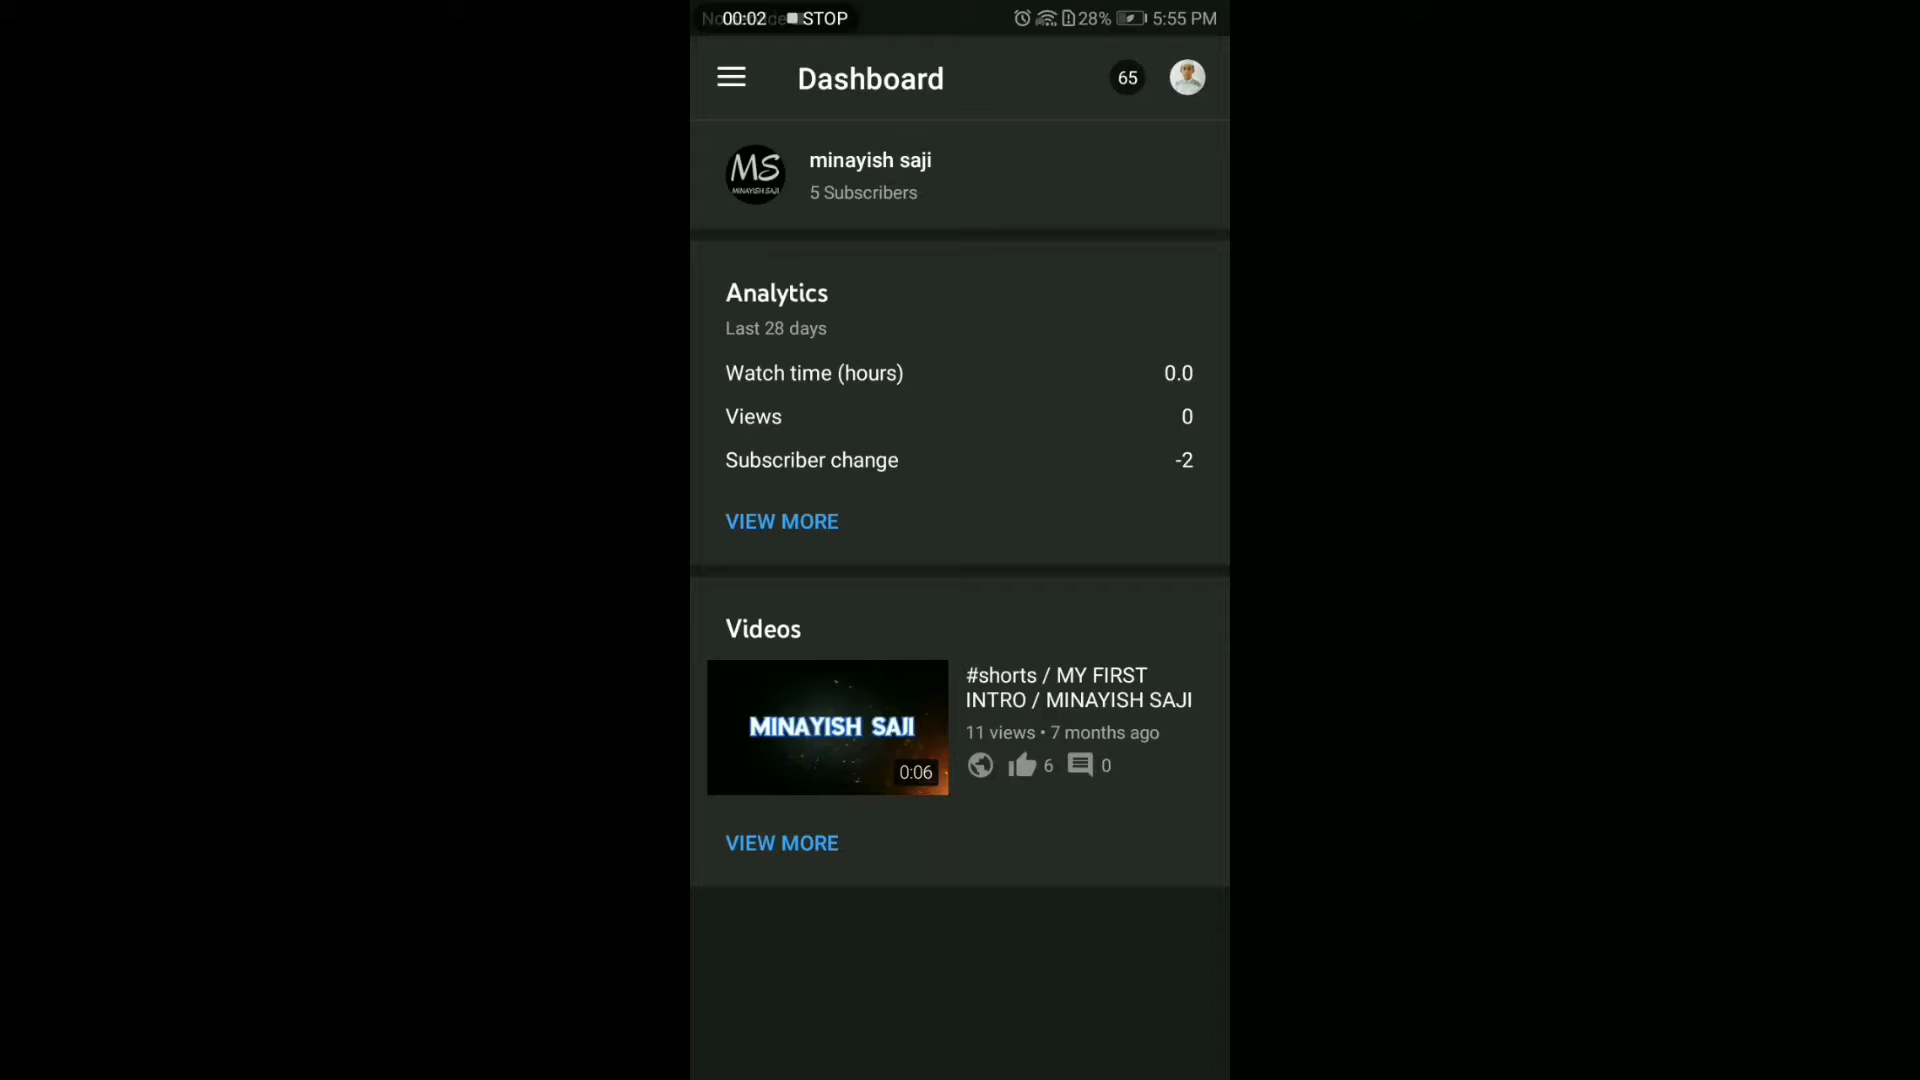 00:02 STOP 28% 5:55 PM
Dashboard 65
MS
MINAYISH SAJI
minayish saji
5 Subscribers
Analytics
Last 28 days
Watch time (hours) 0.0
Views 0
Subscriber change -2
VIEW MORE
Videos
MINAYISH SAJI
0:06
#shorts / MY FIRST
INTRO / MINAYISH SAJI
11 views • 7 months ago
6 0
VIEW MORE